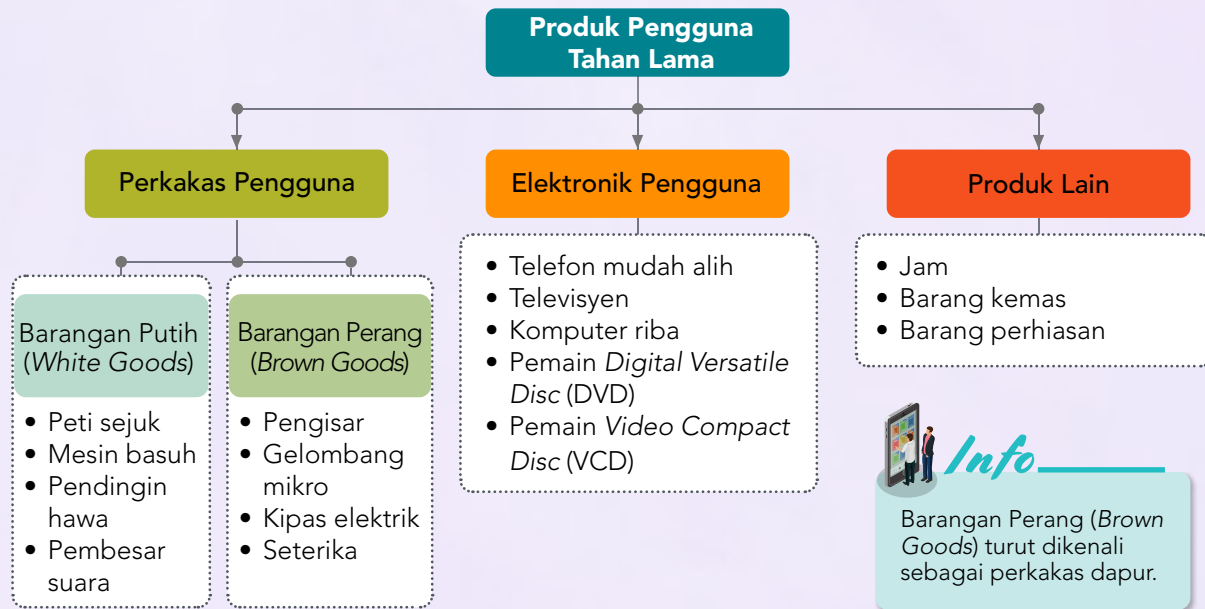 Produk Pengguna
Tahan Lama
Perkakas Pengguna
Barangan Putih
(White Goods)
• Peti sejuk
• Mesin basuh
• Pendingin
hawa
• Pembesar
suara
Barangan Perang
(Brown Goods)
• Pengisar
• Gelombang
mikro
• Kipas elektrik
• Seterika
Elektronik Pengguna
• Telefon mudah alih
• Televisyen
• Komputer riba
• Pemain Digital Versatile
Disc (DVD)
• Pemain Video Compact
Disc (VCD)
Produk Lain
• Jam
• Barang kemas
• Barang perhiasan
Info
Barangan Perang (Brown
Goods) turut dikenali
sebagai perkakas dapur.